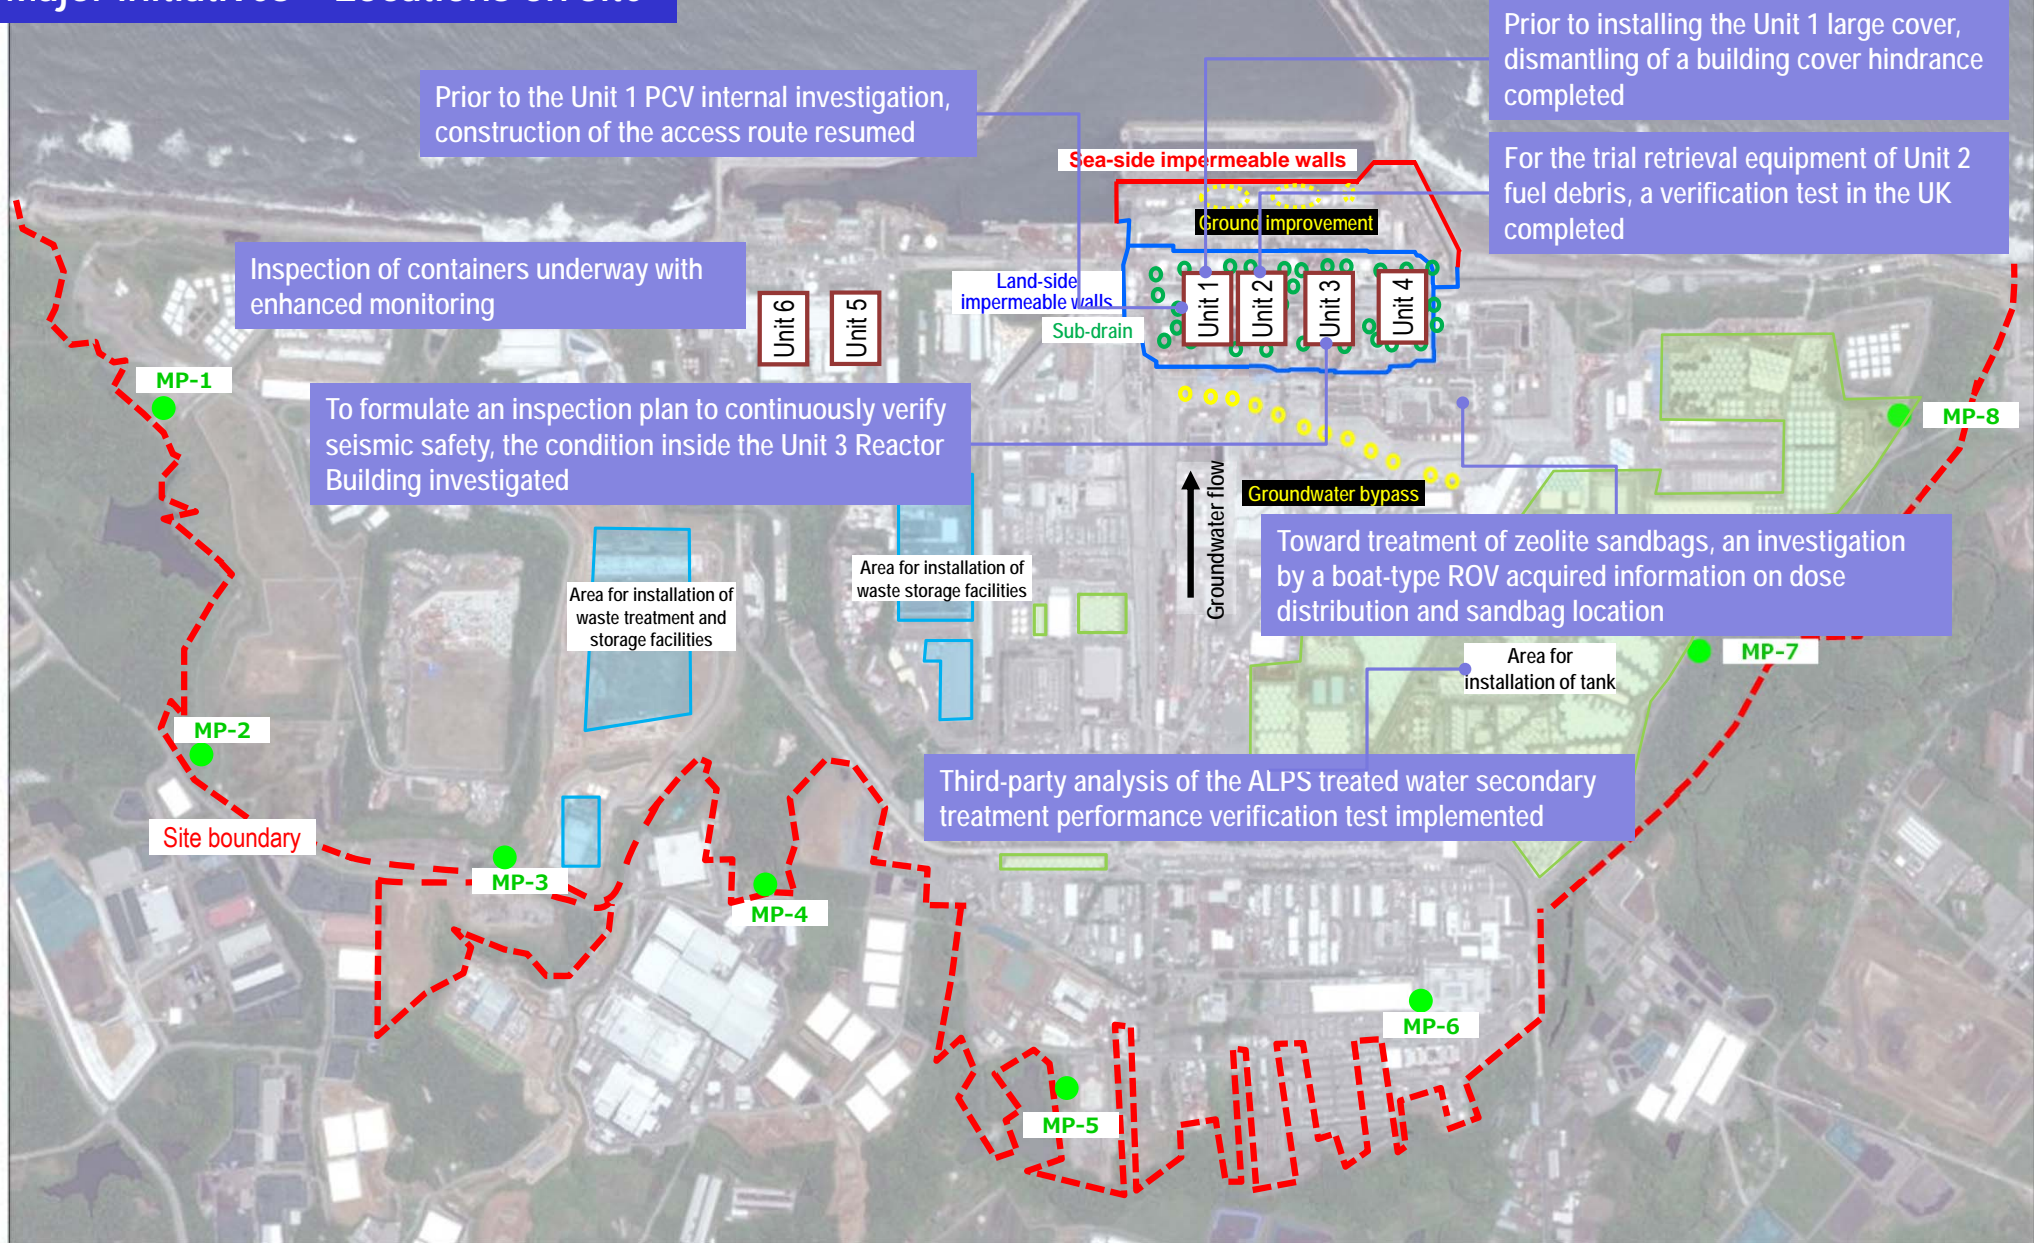 Major initiatives – Locations on site
Prior to installing the Unit 1 large cover,
dismantling of a building cover hindrance
completed
Prior to the Unit 1 PCV internal investigation,
construction of the access route resumed
For the trial retrieval equipment of Unit 2
fuel debris, a verification test in the UK
completed
Sea-side impermeable walls
Ground improvement
Inspection of containers underway with
enhanced monitoring
Land-side
impermeable walls
Sub-drain
Unit 6
Unit 5
Unit 1
Unit 2
Unit 3
Unit 4
MP-1
To formulate an inspection plan to continuously verify
seismic safety, the condition inside the Unit 3 Reactor
Building investigated
MP-8
Groundwater flow
Groundwater bypass
Toward treatment of zeolite sandbags, an investigation
by a boat-type ROV acquired information on dose
distribution and sandbag location
Area for installation of
waste treatment and
storage facilities
Area for installation of
waste storage facilities
Area for
installation of tank
MP-7
MP-2
Third-party analysis of the ALPS treated water secondary
treatment performance verification test implemented
Site boundary
MP-3
MP-4
MP-6
MP-5